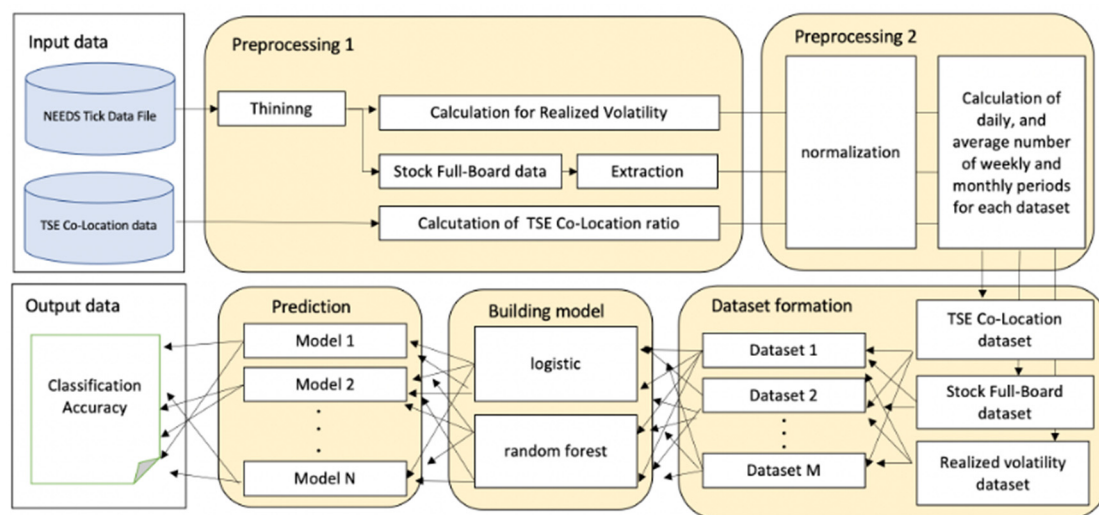 Input data
NEEDS Tick Data File
TSE Co-Location data
Preprocessing 1
Thininng
Calculation for Realized Volatility
Stock Full-Board data
Extraction
Calcutation of TSE Co-Location ratio
Preprocessing 2
normalization
Calculation of
daily, and
average number
of weekly and
monthly periods
for each dataset
Output data
Classification
Accuracy
Prediction
Model 1
Model 2
Model N
Building model
logistic
random forest
Dataset formation
Dataset 1
Dataset 2
Dataset M
TSE Co-Location
dataset
Stock Full-Board
dataset
Realized volatility
dataset